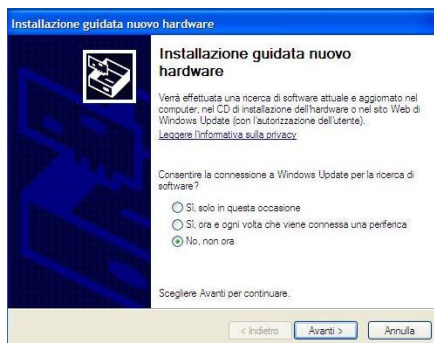 Installazione guidata nuovo hardware
Installazione guidata nuovo
hardware
Verrà effettuata una ricerca di software attuale e aggiornato nel
computer, nel CD di installazione dell'hardware o nel sito Web di
Windows Update (con l'autorizzazione dell'utente).
Leggere l'informativa sulla privacy
Consentire la connessione a Windows Update per la ricerca di
software?
Sì, solo in questa occasione
Sì, ora e ogni volta che viene connessa una periferica
No, non ora
Scegliere Avanti per continuare.
< Indietro Avanti > Annulla